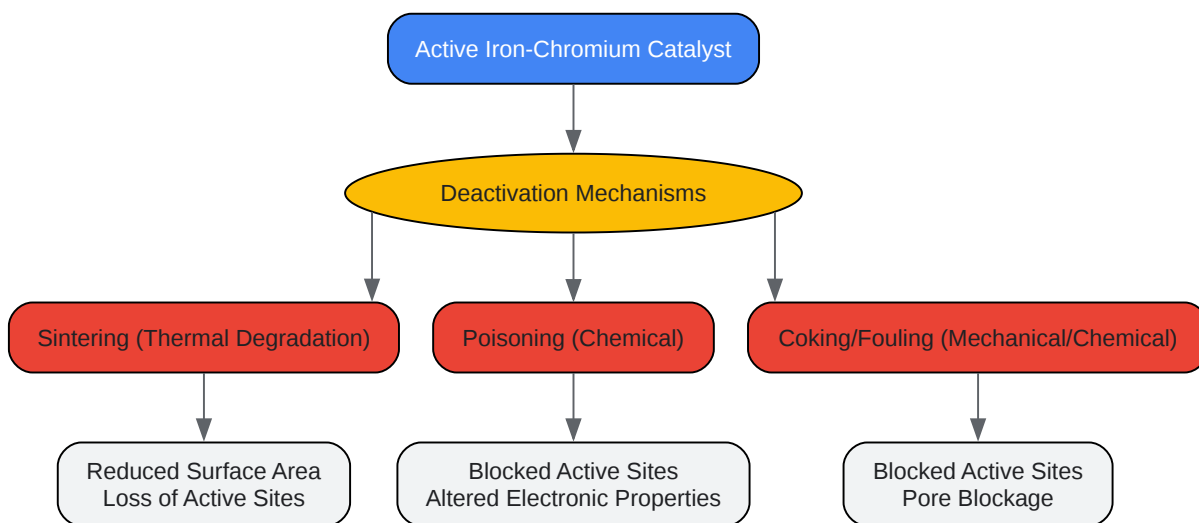 Active Iron-Chromium Catalyst
Deactivation Mechanisms
Sintering (Thermal Degradation)
Poisoning (Chemical)
Coking/Fouling (Mechanical/Chemical)
Reduced Surface Area
Loss of Active Sites
Blocked Active Sites
Altered Electronic Properties
Blocked Active Sites
Pore Blockage